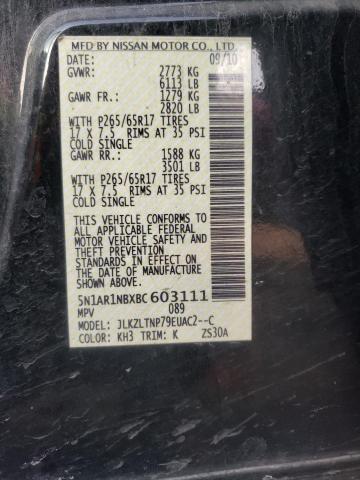 MFD BY NISSAN MOTOR CO., LTD.
DATE: 09/10
GVWR: 2773 KG
6113 LB
GAWR FR.: 1279 KG
2820 LB
WITH P265/65R17 TIRES
17 X 7.5 RIMS AT 35 PSI
COLD SINGLE
GAWR RR.: 1588 KG
3501 LB
WITH P265/65R17 TIRES
17 X 7.5 RIMS AT 35 PSI
COLD SINGLE
THIS VEHICLE CONFORMS TO
ALL APPLICABLE FEDERAL
MOTOR VEHICLE SAFETY
AND THEFT PREVENTION
STANDARDS IN EFFECT ON
THE DATE OF MANUFACTURE
SHOWN ABOVE.
5N1AR1NBXBC603111
MPV 089
MODEL: JLKZLTNP79EUAC2--C
COLOR: KH3 TRIM: K ZS30A